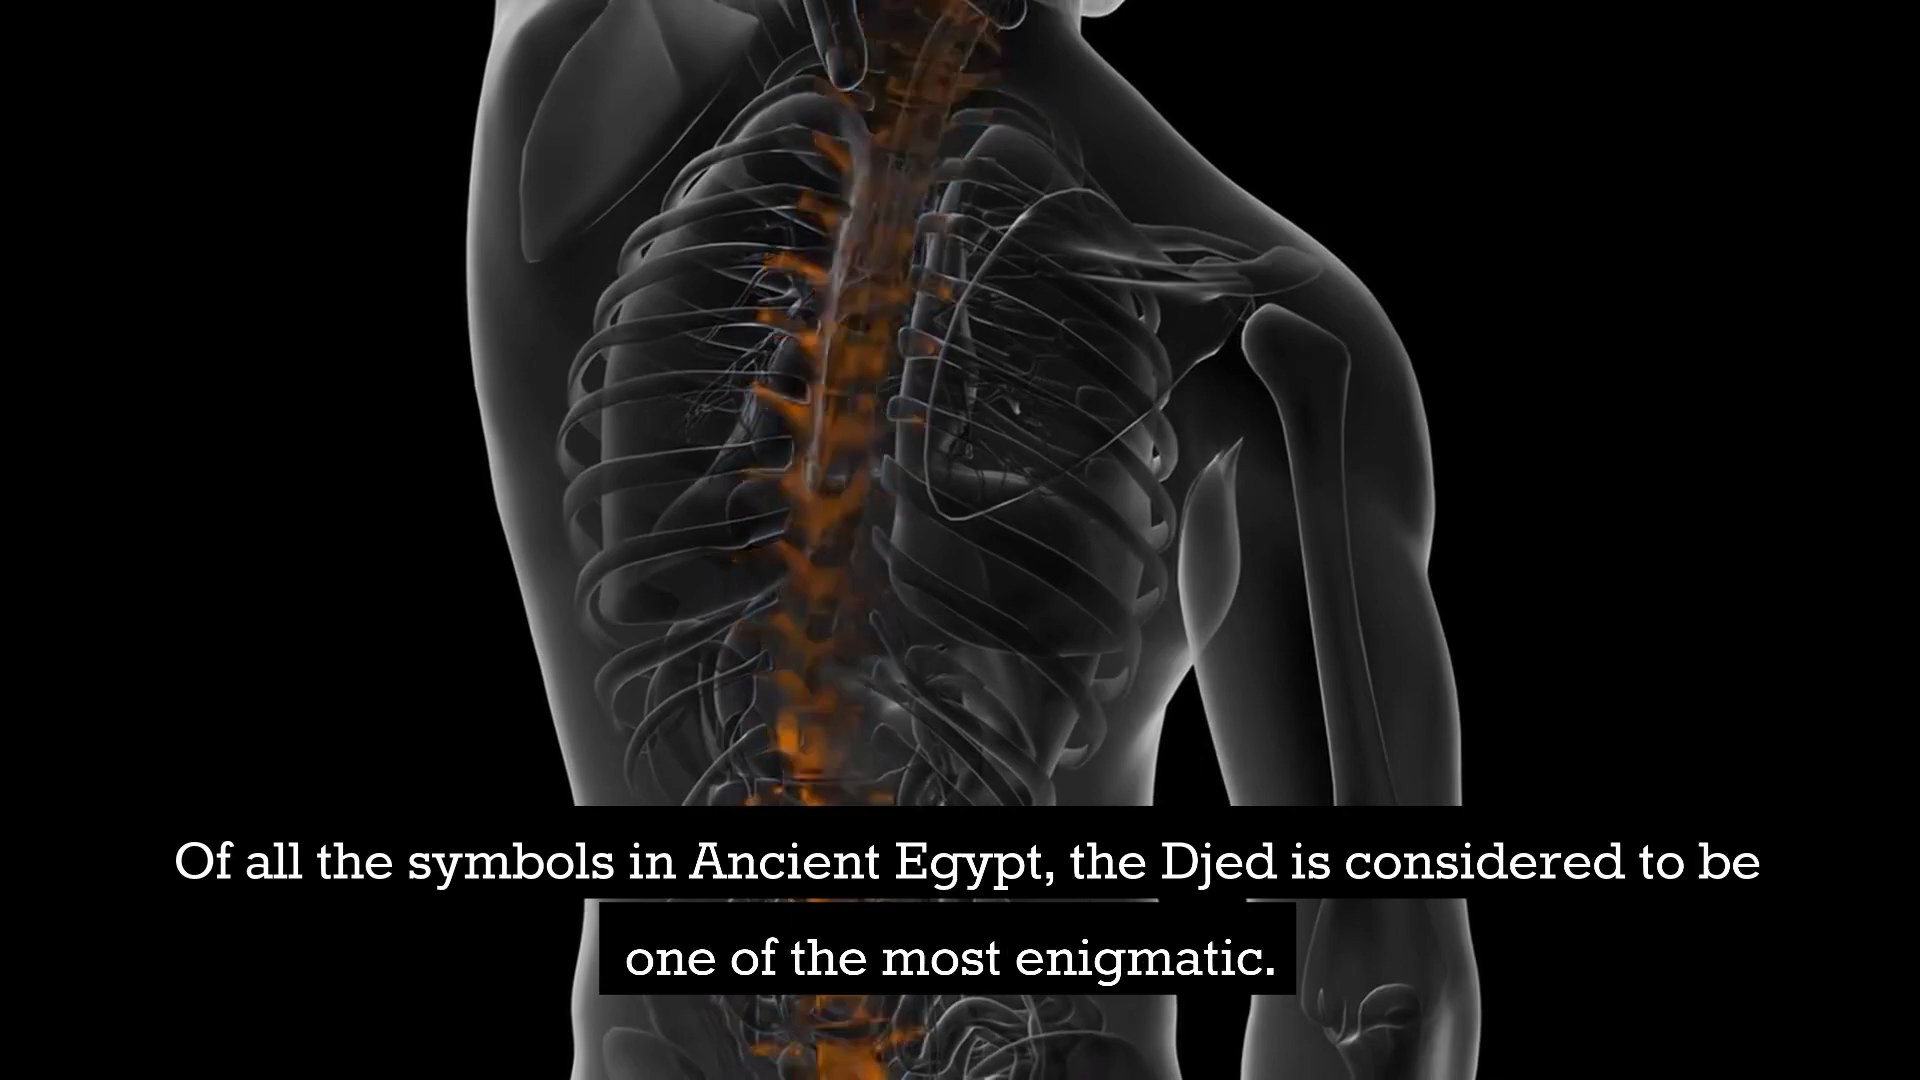 Of all the symbols in Ancient Egypt, the Djed is considered to be
one of the most enigmatic.